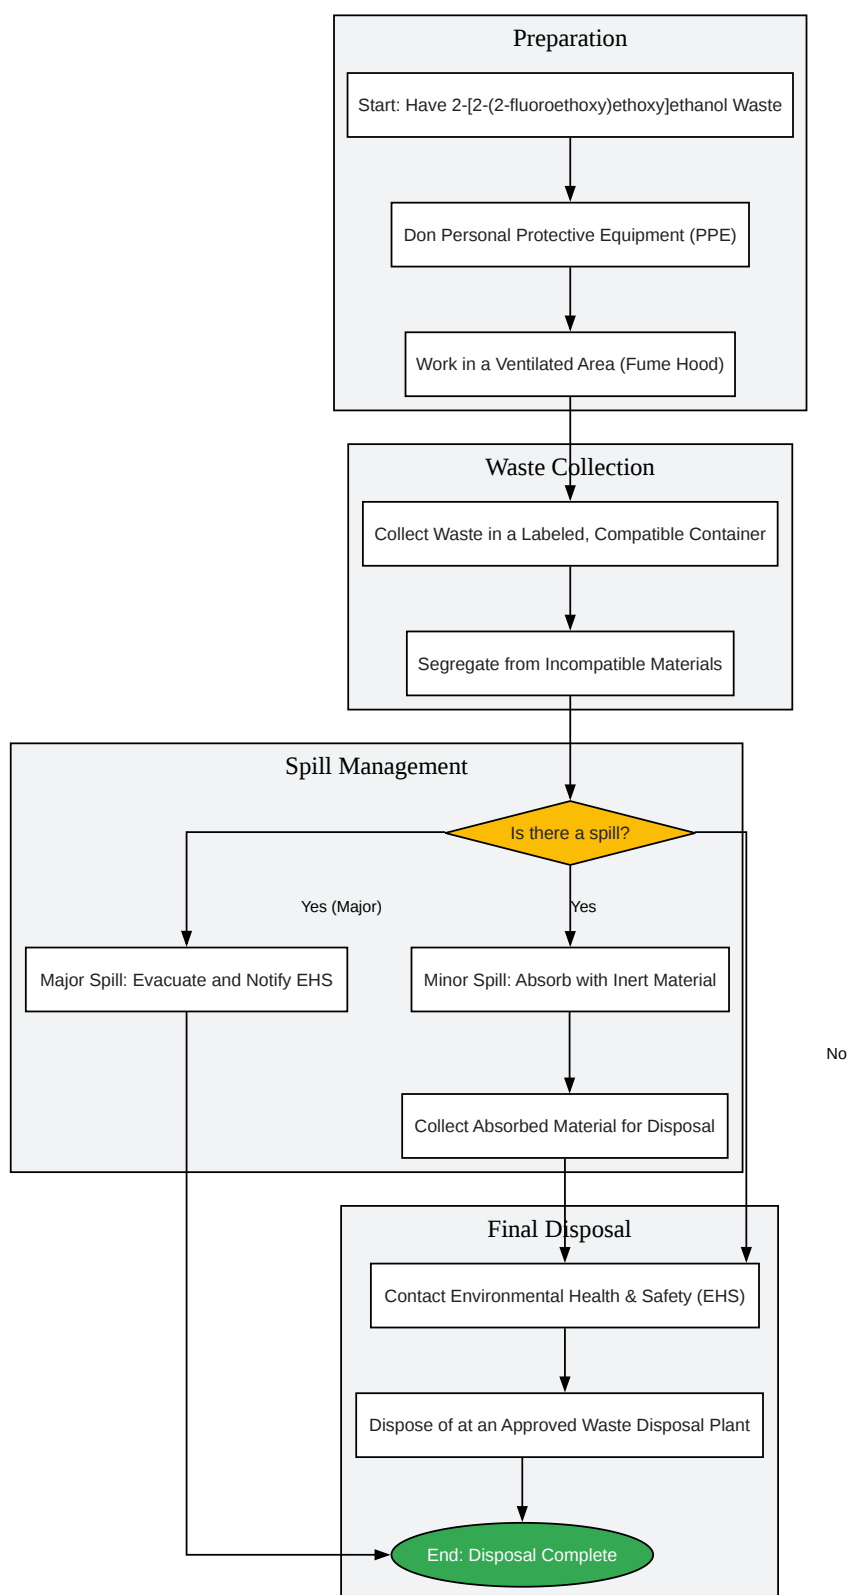 Preparation
Start: Have 2-[2-(2-fluoroethoxy)ethoxy]ethanol Waste
Don Personal Protective Equipment (PPE)
Work in a Ventilated Area (Fume Hood)
Waste Collection
Collect Waste in a Labeled, Compatible Container
Segregate from Incompatible Materials
Spill Management
Is there a spill?
Yes (Major)
Yes
Major Spill: Evacuate and Notify EHS
Minor Spill: Absorb with Inert Material
No
Collect Absorbed Material for Disposal
Final Disposal
Contact Environmental Health & Safety (EHS)
Dispose of at an Approved Waste Disposal Plant
End: Disposal Complete